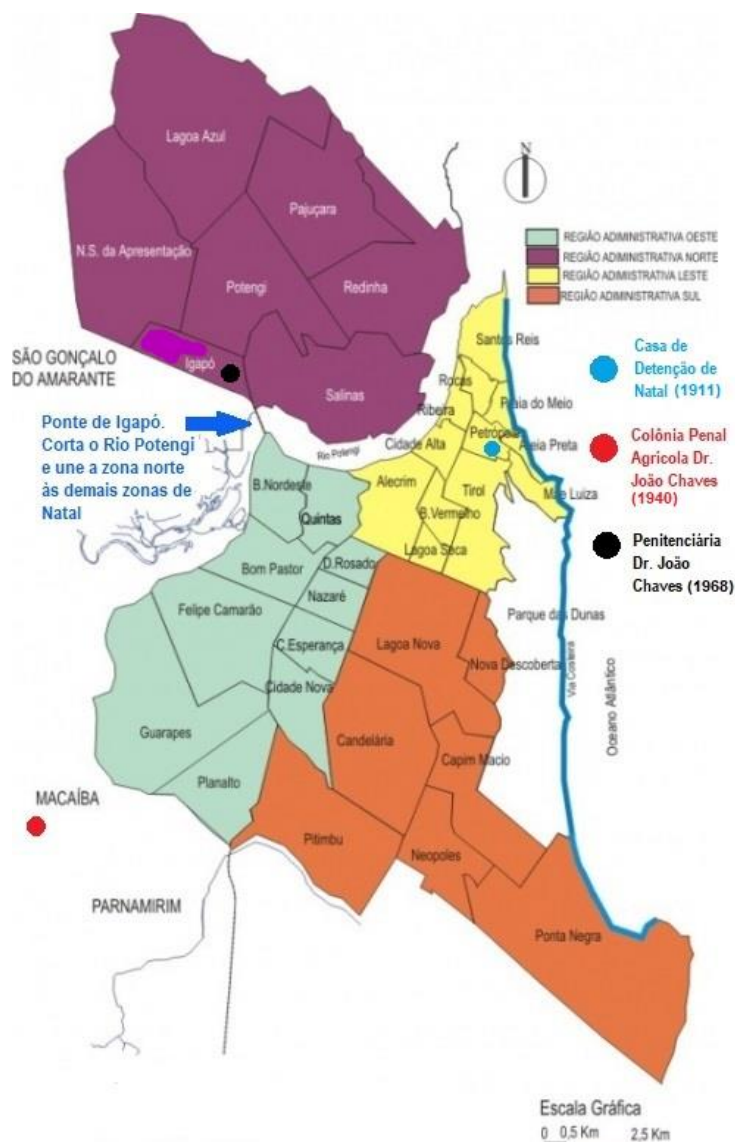 Lagoa Azul
Pajuçara
N.S. da Apresentação
Potengi
Redinha
Igapó
Salinas
SÃO GONÇALO
DO AMARANTE
Ponte de Igapó.
Corta o Rio Potengi
e une a zona norte
às demais zonas de
Natal
Rio Potengi
N
REGIÃO ADIMINISTRATIVA OESTE
REGIÃO ADIMINISTRATIVA NORTE
REGIÃO ADIMIISTRATIVA LESTE
REGIÃO ADIMINISTRATIVA SUL
Santos Reis
Rocas
Ribeira
Praia do Meio
Petrópolis
Areia Preta
Cidade Alta
Alecrim
Tirol
Mãe Luiza
B.Vermelho
Lagoa Seca
Casa de
Detenção de
Natal (1911)
Colônia Penal
Agrícola Dr.
João Chaves
(1940)
Penitenciária
Dr. João
Chaves (1968)
B.Nordeste
Quintas
Bom Pastor
D.Rosado
Nazaré
Felipe Camarão
C.Esperança
Cidade Nova
Guarapes
Planalto
Lagoa Nova
Nova Descoberta
Parque das Dunas
Via Costeira
Oceano Atlântico
Candelária
Capim Macio
Pitimbu
Neopoles
Ponta Negra
MACAÍBA
PARNAMIRIM
Escala Gráfica
0 0,5 Km 2,5 Km